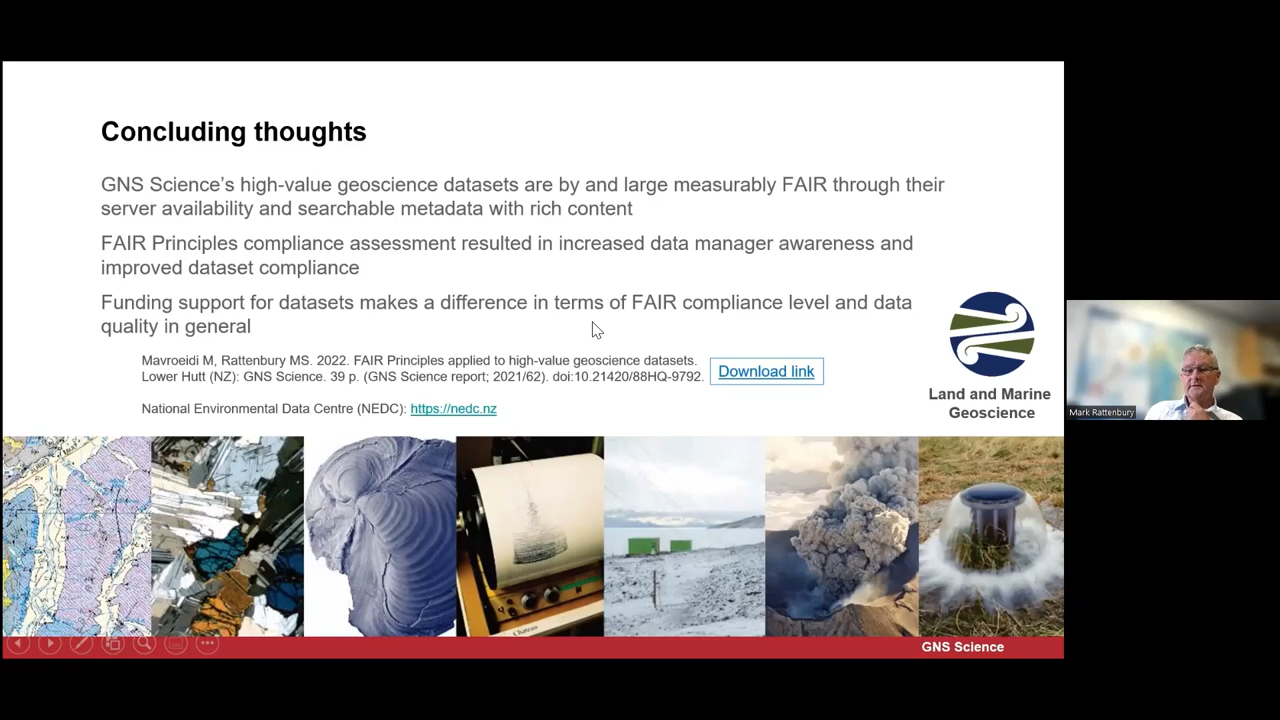 Concluding thoughts
GNS Science's high-value geoscience datasets are by and large measurably FAIR through their
server availability and searchable metadata with rich content
FAIR Principles compliance assessment resulted in increased data manager awareness and
improved dataset compliance
Funding support for datasets makes a difference in terms of FAIR compliance level and data
quality in general
Mavroeidi M, Rattenbury MS. 2022. FAIR Principles applied to high-value geoscience datasets.
Lower Hutt (NZ): GNS Science. 39 p. (GNS Science report; 2021/62). doi:10.21420/88HQ-9792.
Download link
National Environmental Data Centre (NEDC): https://nedc.nz
Land and Marine
Geoscience
Mark Rattenbury
Chateau
GNS Science